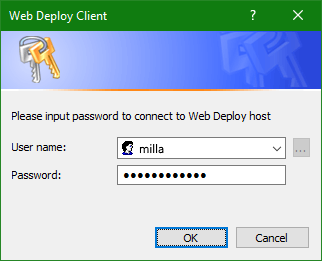 Web Deploy Client
?
Please input password to connect to Web Deploy host
User name:
milla
...
Password:
●●●●●●●●●●●●
OK
Cancel